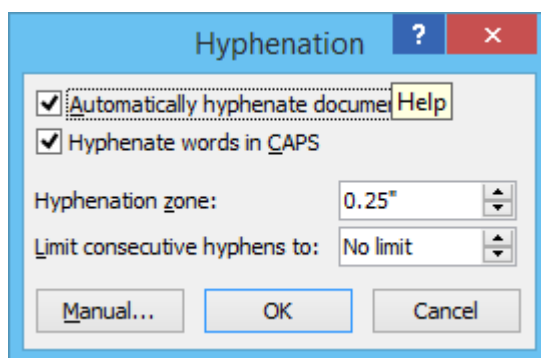 Hyphenation ? ×
Automatically hyphenate docume Help
Hyphenate words in CAPS
Hyphenation zone: 0.25"
Limit consecutive hyphens to: No limit
Manual... OK Cancel